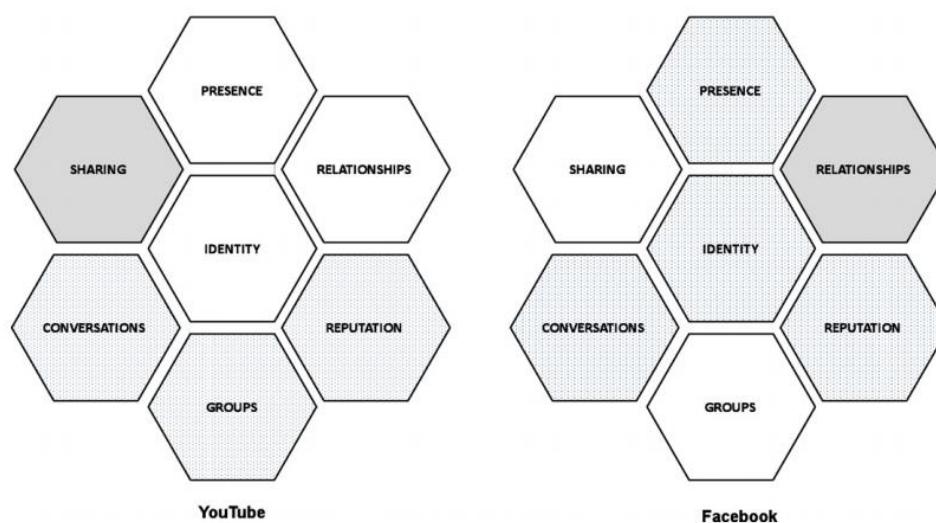 PRESENCE
SHARING
RELATIONSHIPS
IDENTITY
CONVERSATIONS
REPUTATION
GROUPS
YouTube
PRESENCE
SHARING
RELATIONSHIPS
IDENTITY
CONVERSATIONS
REPUTATION
GROUPS
Facebook